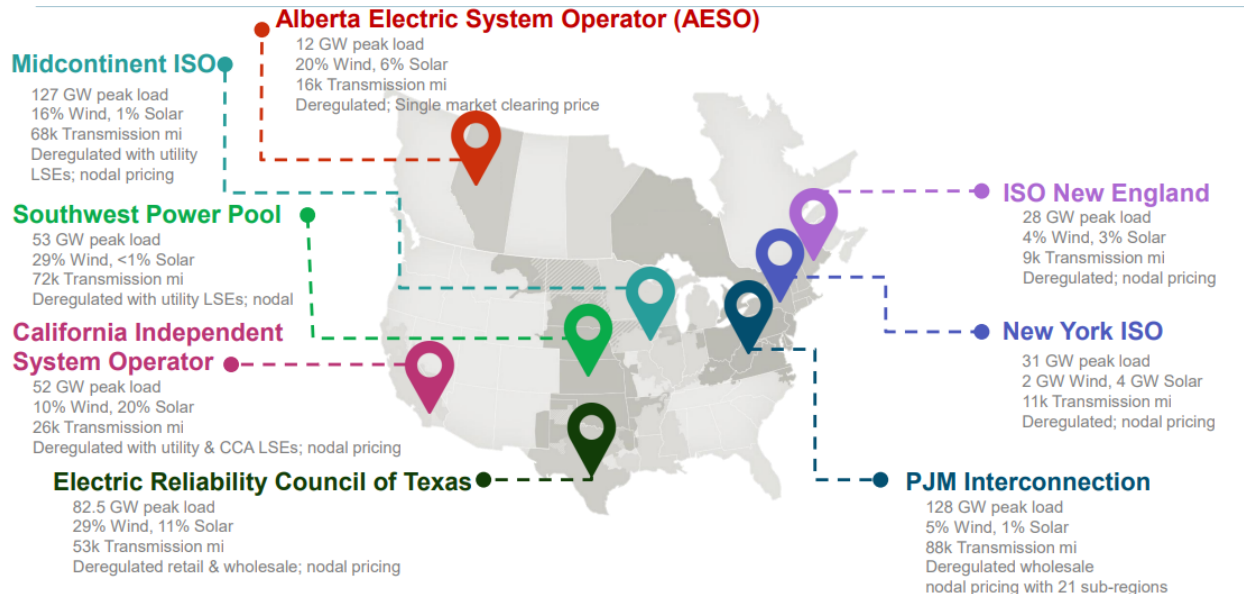 Alberta Electric System Operator (AESO)
12 GW peak load
20% Wind, 6% Solar
16k Transmission mi
Deregulated; Single market clearing price
Midcontinent ISO
127 GW peak load
16% Wind, 1% Solar
68k Transmission mi
Deregulated with utility
LSEs; nodal pricing
Southwest Power Pool
53 GW peak load
29% Wind, <1% Solar
72k Transmission mi
Deregulated with utility LSEs; nodal
California Independent
System Operator
52 GW peak load
10% Wind, 20% Solar
26k Transmission mi
Deregulated with utility & CCA LSEs; nodal pricing
Electric Reliability Council of Texas
82.5 GW peak load
29% Wind, 11% Solar
53k Transmission mi
Deregulated retail & wholesale; nodal pricing
ISO New England
28 GW peak load
4% Wind, 3% Solar
9k Transmission mi
Deregulated; nodal pricing
New York ISO
31 GW peak load
2 GW Wind, 4 GW Solar
11k Transmission mi
Deregulated; nodal pricing
PJM Interconnection
128 GW peak load
5% Wind, 1% Solar
88k Transmission mi
Deregulated wholesale
nodal pricing with 21 sub-regions